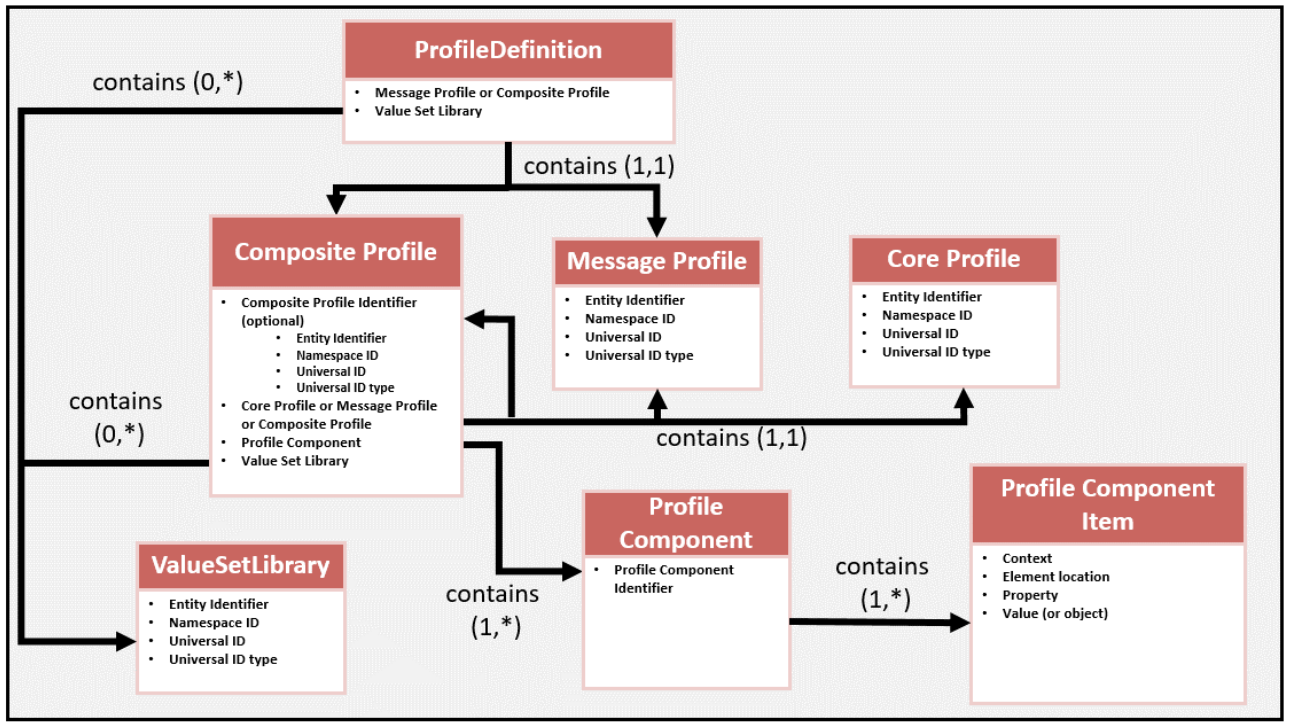 ProfileDefinition
• Message Profile or Composite Profile
• Value Set Library
contains (0,*)
contains (1,1)
Composite Profile
• Composite Profile Identifier
(optional)
• Entity Identifier
• Namespace ID
• Universal ID
• Universal ID type
• Core Profile or Message Profile
or Composite Profile
• Profile Component
• Value Set Library
Message Profile
• Entity Identifier
• Namespace ID
• Universal ID
• Universal ID type
Core Profile
• Entity Identifier
• Namespace ID
• Universal ID
• Universal ID type
contains
(0,*)
contains (1,1)
ValueSetLibrary
• Entity Identifier
• Namespace ID
• Universal ID
• Universal ID type
contains
(1,*)
Profile
Component
• Profile Component
Identifier
contains
(1,*)
Profile Component
Item
• Context
• Element location
• Property
• Value (or object)